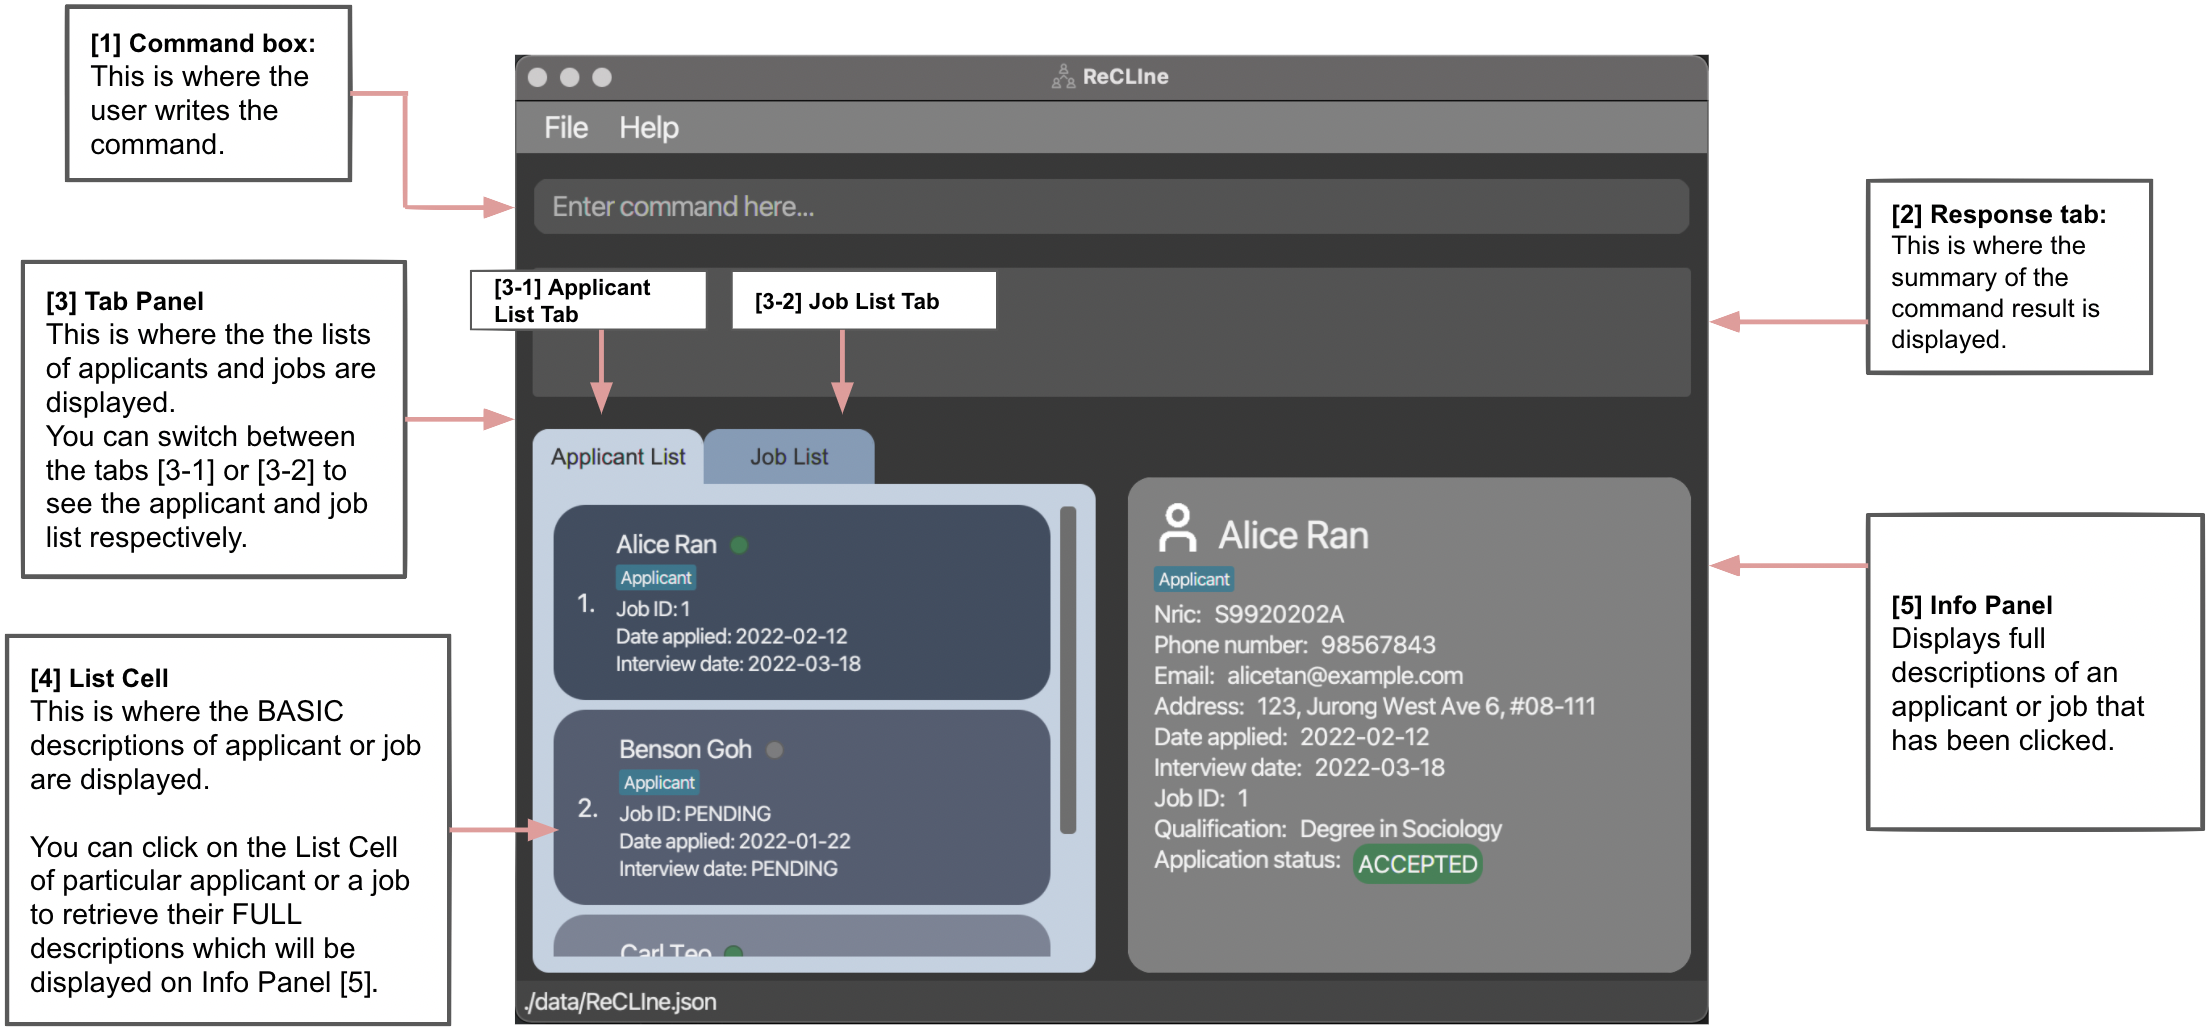 [1] Command box:
This is where the
user writes the
command.
ReCLIne
File Help
Enter command here...
[2] Response tab:
This is where the
summary of the
command result is
displayed.
[3] Tab Panel
This is where the the lists
of applicants and jobs are
displayed.
You can switch between
the tabs [3-1] or [3-2] to
see the applicant and job
list respectively.
[3-1] Applicant
List Tab
[3-2] Job List Tab
Applicant List
Job List
1.
Alice Ran
Applicant
Job ID: 1
Date applied: 2022-02-12
Interview date: 2022-03-18
2.
Benson Goh
Applicant
Job ID: PENDING
Date applied: 2022-01-22
Interview date: PENDING
Carl Teo
[4] List Cell
This is where the BASIC
descriptions of applicant or job
are displayed.
You can click on the List Cell
of particular applicant or a job
to retrieve their FULL
descriptions which will be
displayed on Info Panel [5].
Alice Ran
Applicant
Nric: S9920202A
Phone number: 98567843
Email: alicetan@example.com
Address: 123, Jurong West Ave 6, #08-111
Date applied: 2022-02-12
Interview date: 2022-03-18
Job ID: 1
Qualification: Degree in Sociology
Application status: ACCEPTED
[5] Info Panel
Displays full
descriptions of an
applicant or job that
has been clicked.
./data/ReCLIne.json